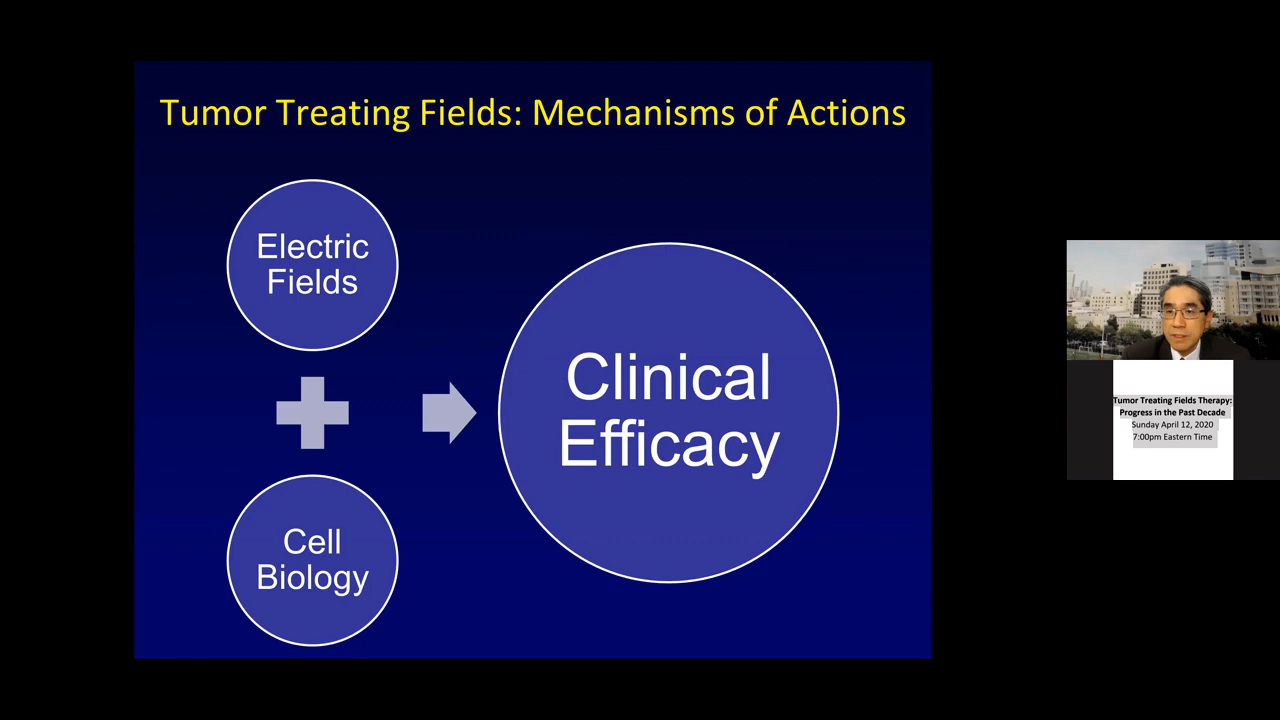 Tumor Treating Fields: Mechanisms of Actions
Electric
Fields
Cell
Biology
Clinical
Efficacy
Tumor Treating Fields Therapy:
Progress in the Past Decade
Sunday April 12, 2020
7:00pm Eastern Time